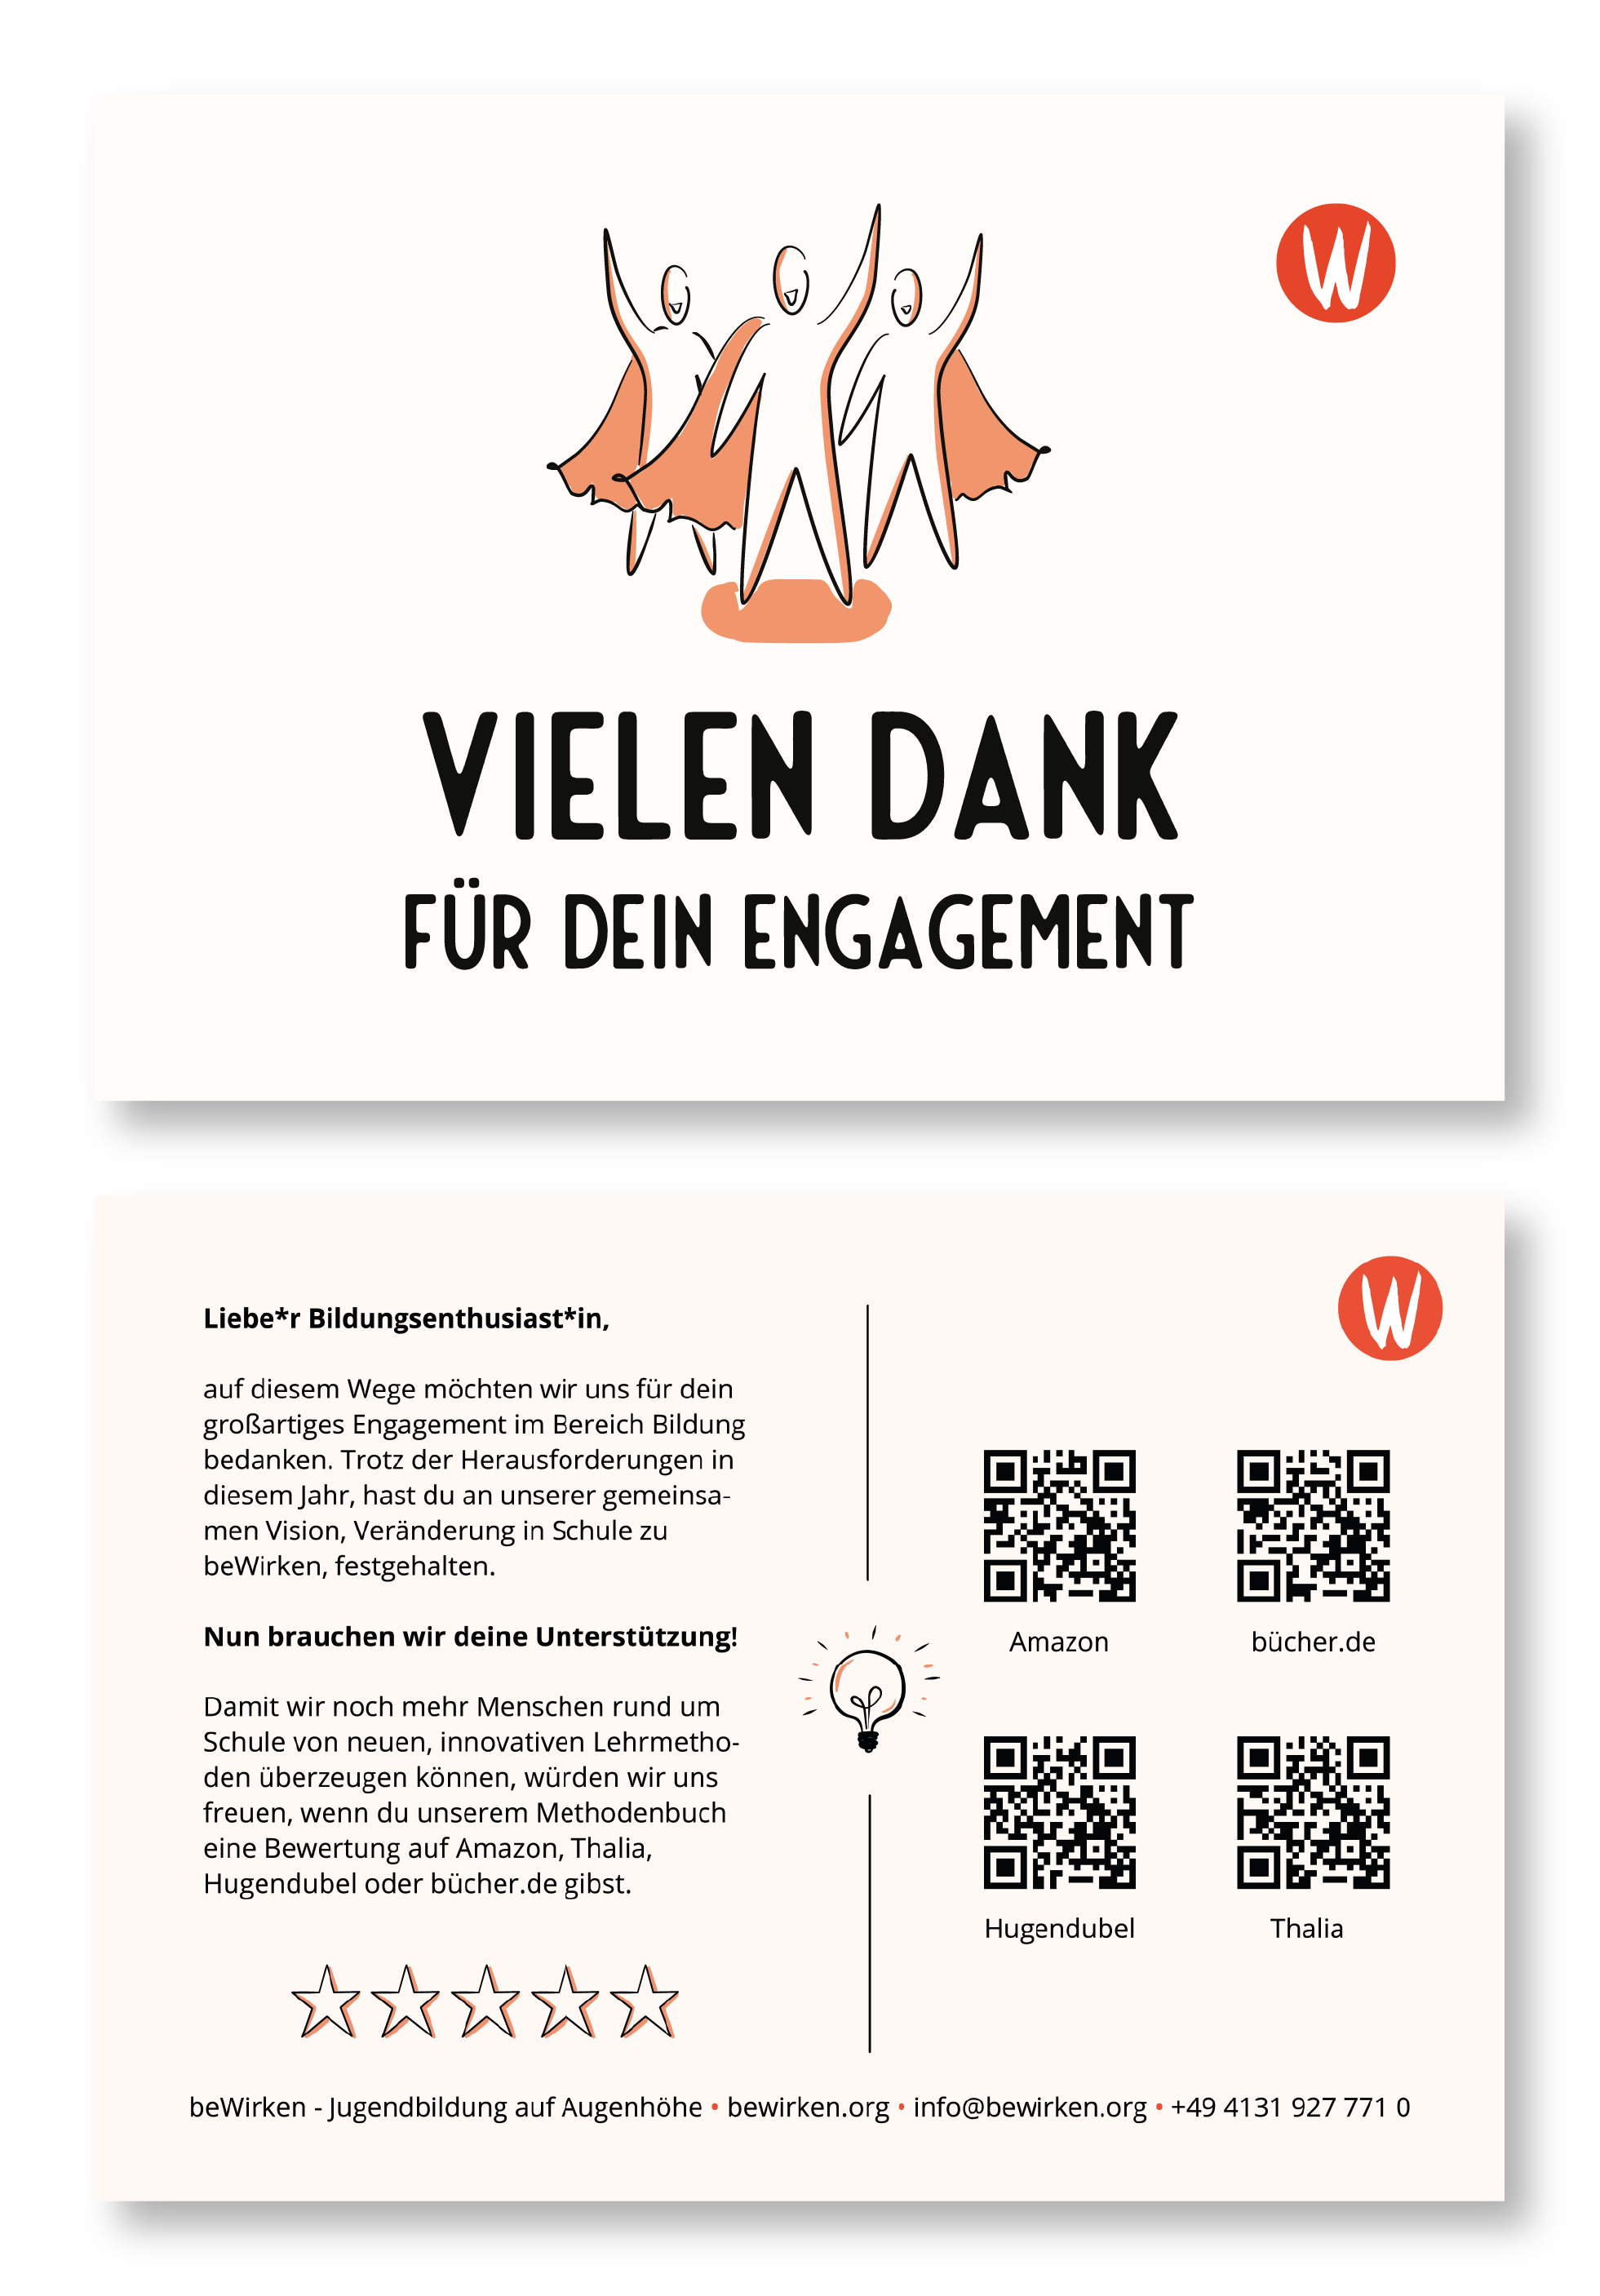 W
VIELEN DANK
FÜR DEIN ENGAGEMENT
W
Liebe*r Bildungsenthusiast*in,
auf diesem Wege möchten wir uns für dein
großartiges Engagement im Bereich Bildung
bedanken. Trotz der Herausforderungen in
diesem Jahr, hast du an unserer gemeinsa-
men Vision, Veränderung in Schule zu
beWirken, festgehalten.
Nun brauchen wir deine Unterstützung!
Damit wir noch mehr Menschen rund um
Schule von neuen, innovativen Lehrmetho-
den überzeugen können, würden wir uns
freuen, wenn du unserem Methodenbuch
eine Bewertung auf Amazon, Thalia,
Hugendubel oder bücher.de gibst.
Amazon
bücher.de
Hugendubel
Thalia
beWirken - Jugendbildung auf Augenhöhe • bewirken.org • info@bewirken.org • +49 4131 927 771 0